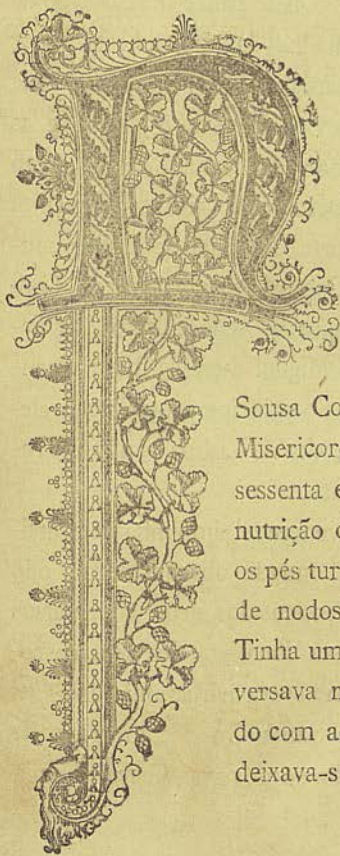 Sousa Co
Misericor
sessenta e
nutrição
os pés tur
de nodos
Tinha um
versava
do com a
deixava-s